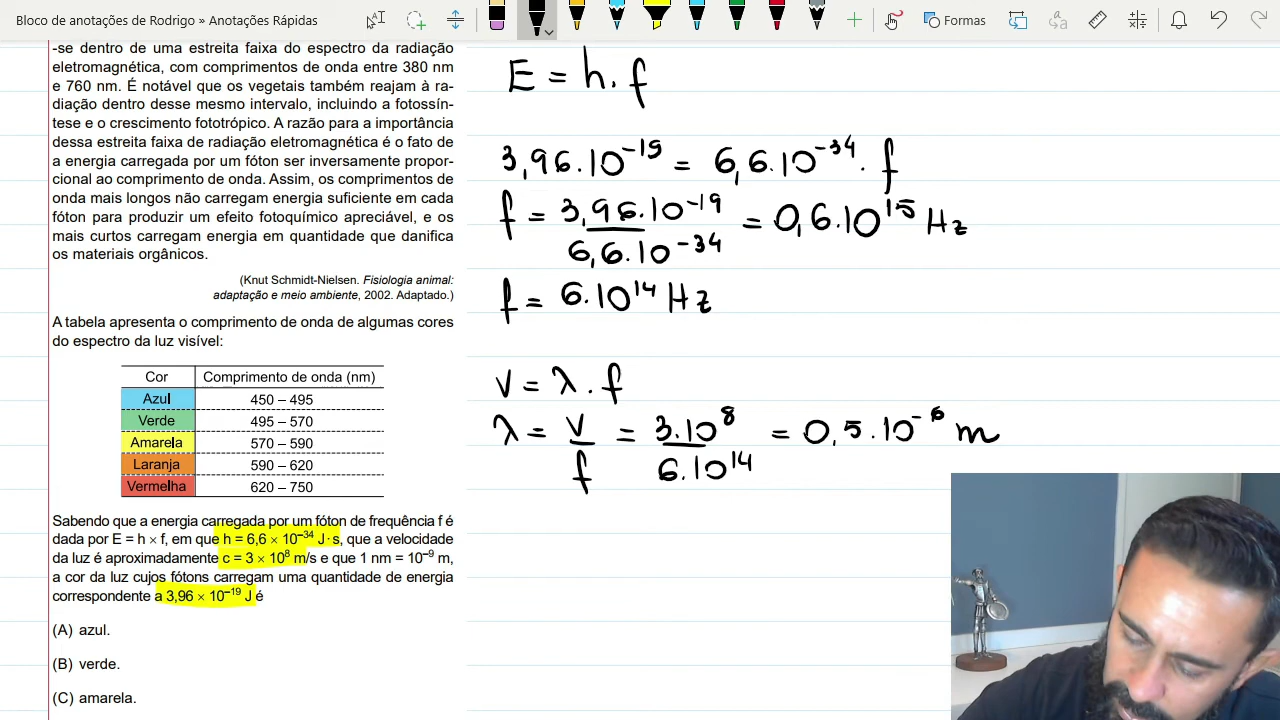 Bloco de anotações de Rodrigo » Anotações Rápidas
Formas
-se dentro de uma estreita faixa do espectro da radiação
eletromagnética, com comprimentos de onda entre 380 nm
e 760 nm. É notável que os vegetais também reajam à ra-
diação dentro desse mesmo intervalo, incluindo a fotossín-
tese e o crescimento fototrópico. A razão para a importância
dessa estreita faixa de radiação eletromagnética é o fato de
a energia carregada por um fóton ser inversamente propor-
cional ao comprimento de onda. Assim, os comprimentos de
onda mais longos não carregam energia suficiente em cada
fóton para produzir um efeito fotoquímico apreciável, e os
mais curtos carregam energia em quantidade que danifica
os materiais orgânicos.
(Knut Schmidt-Nielsen. Fisiologia animal:
adaptação e meio ambiente, 2002. Adaptado.)
A tabela apresenta o comprimento de onda de algumas cores
do espectro da luz visível:
Cor Comprimento de onda (nm)
Azul 450 – 495
Verde 495 – 570
Amarela 570 – 590
Laranja 590 – 620
Vermelha 620 – 750
Sabendo que a energia carregada por um fóton de frequência f é
dada por E = h × f, em que h = 6,6 × 10⁻³⁴ J · s, que a velocidade
da luz é aproximadamente c = 3 × 10⁸ m/s e que 1 nm = 10⁻⁹ m,
a cor da luz cujos fótons carregam uma quantidade de energia
correspondente a 3,96 × 10⁻¹⁹ J é
(A) azul.
(B) verde.
(C) amarela.
E = h . f
3,96.10⁻¹⁹ = 6,6.10⁻³⁴ . f
f = 3,96.10⁻¹⁹ / 6,6.10⁻³⁴ = 0,6.10¹⁵ Hz
f = 6.10¹⁴ Hz
V = λ . f
λ = V / f = 3.10⁸ / 6.10¹⁴ = 0,5.10⁻⁶ m